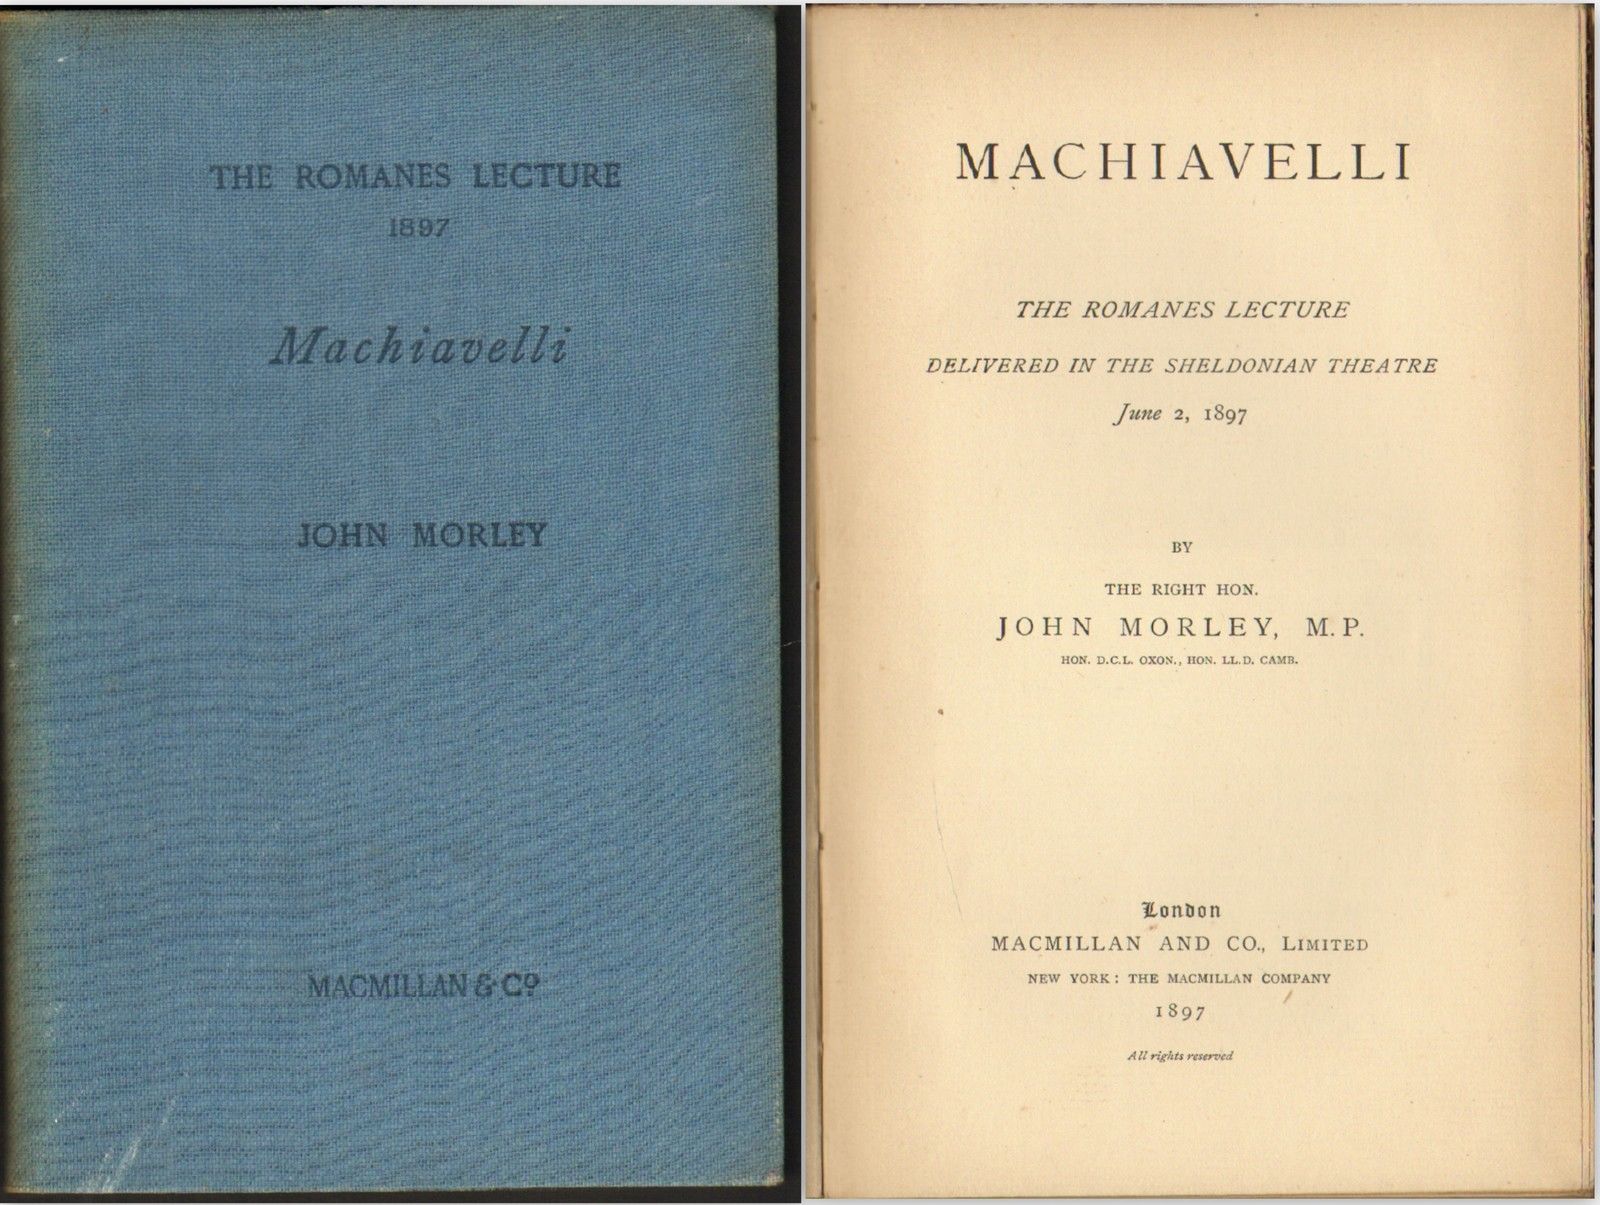 THE ROMANES LECTURE
1897
Machiavelli
JOHN MORLEY
MACMILLAN & Co
MACHIAVELLI
THE ROMANES LECTURE
DELIVERED IN THE SHELDONIAN THEATRE
June 2, 1897
BY
THE RIGHT HON.
JOHN MORLEY, M.P.
HON. D.C.L. OXON., HON. LL.D. CAMB.
London
MACMILLAN AND CO., LIMITED
NEW YORK: THE MACMILLAN COMPANY
1897
All rights reserved